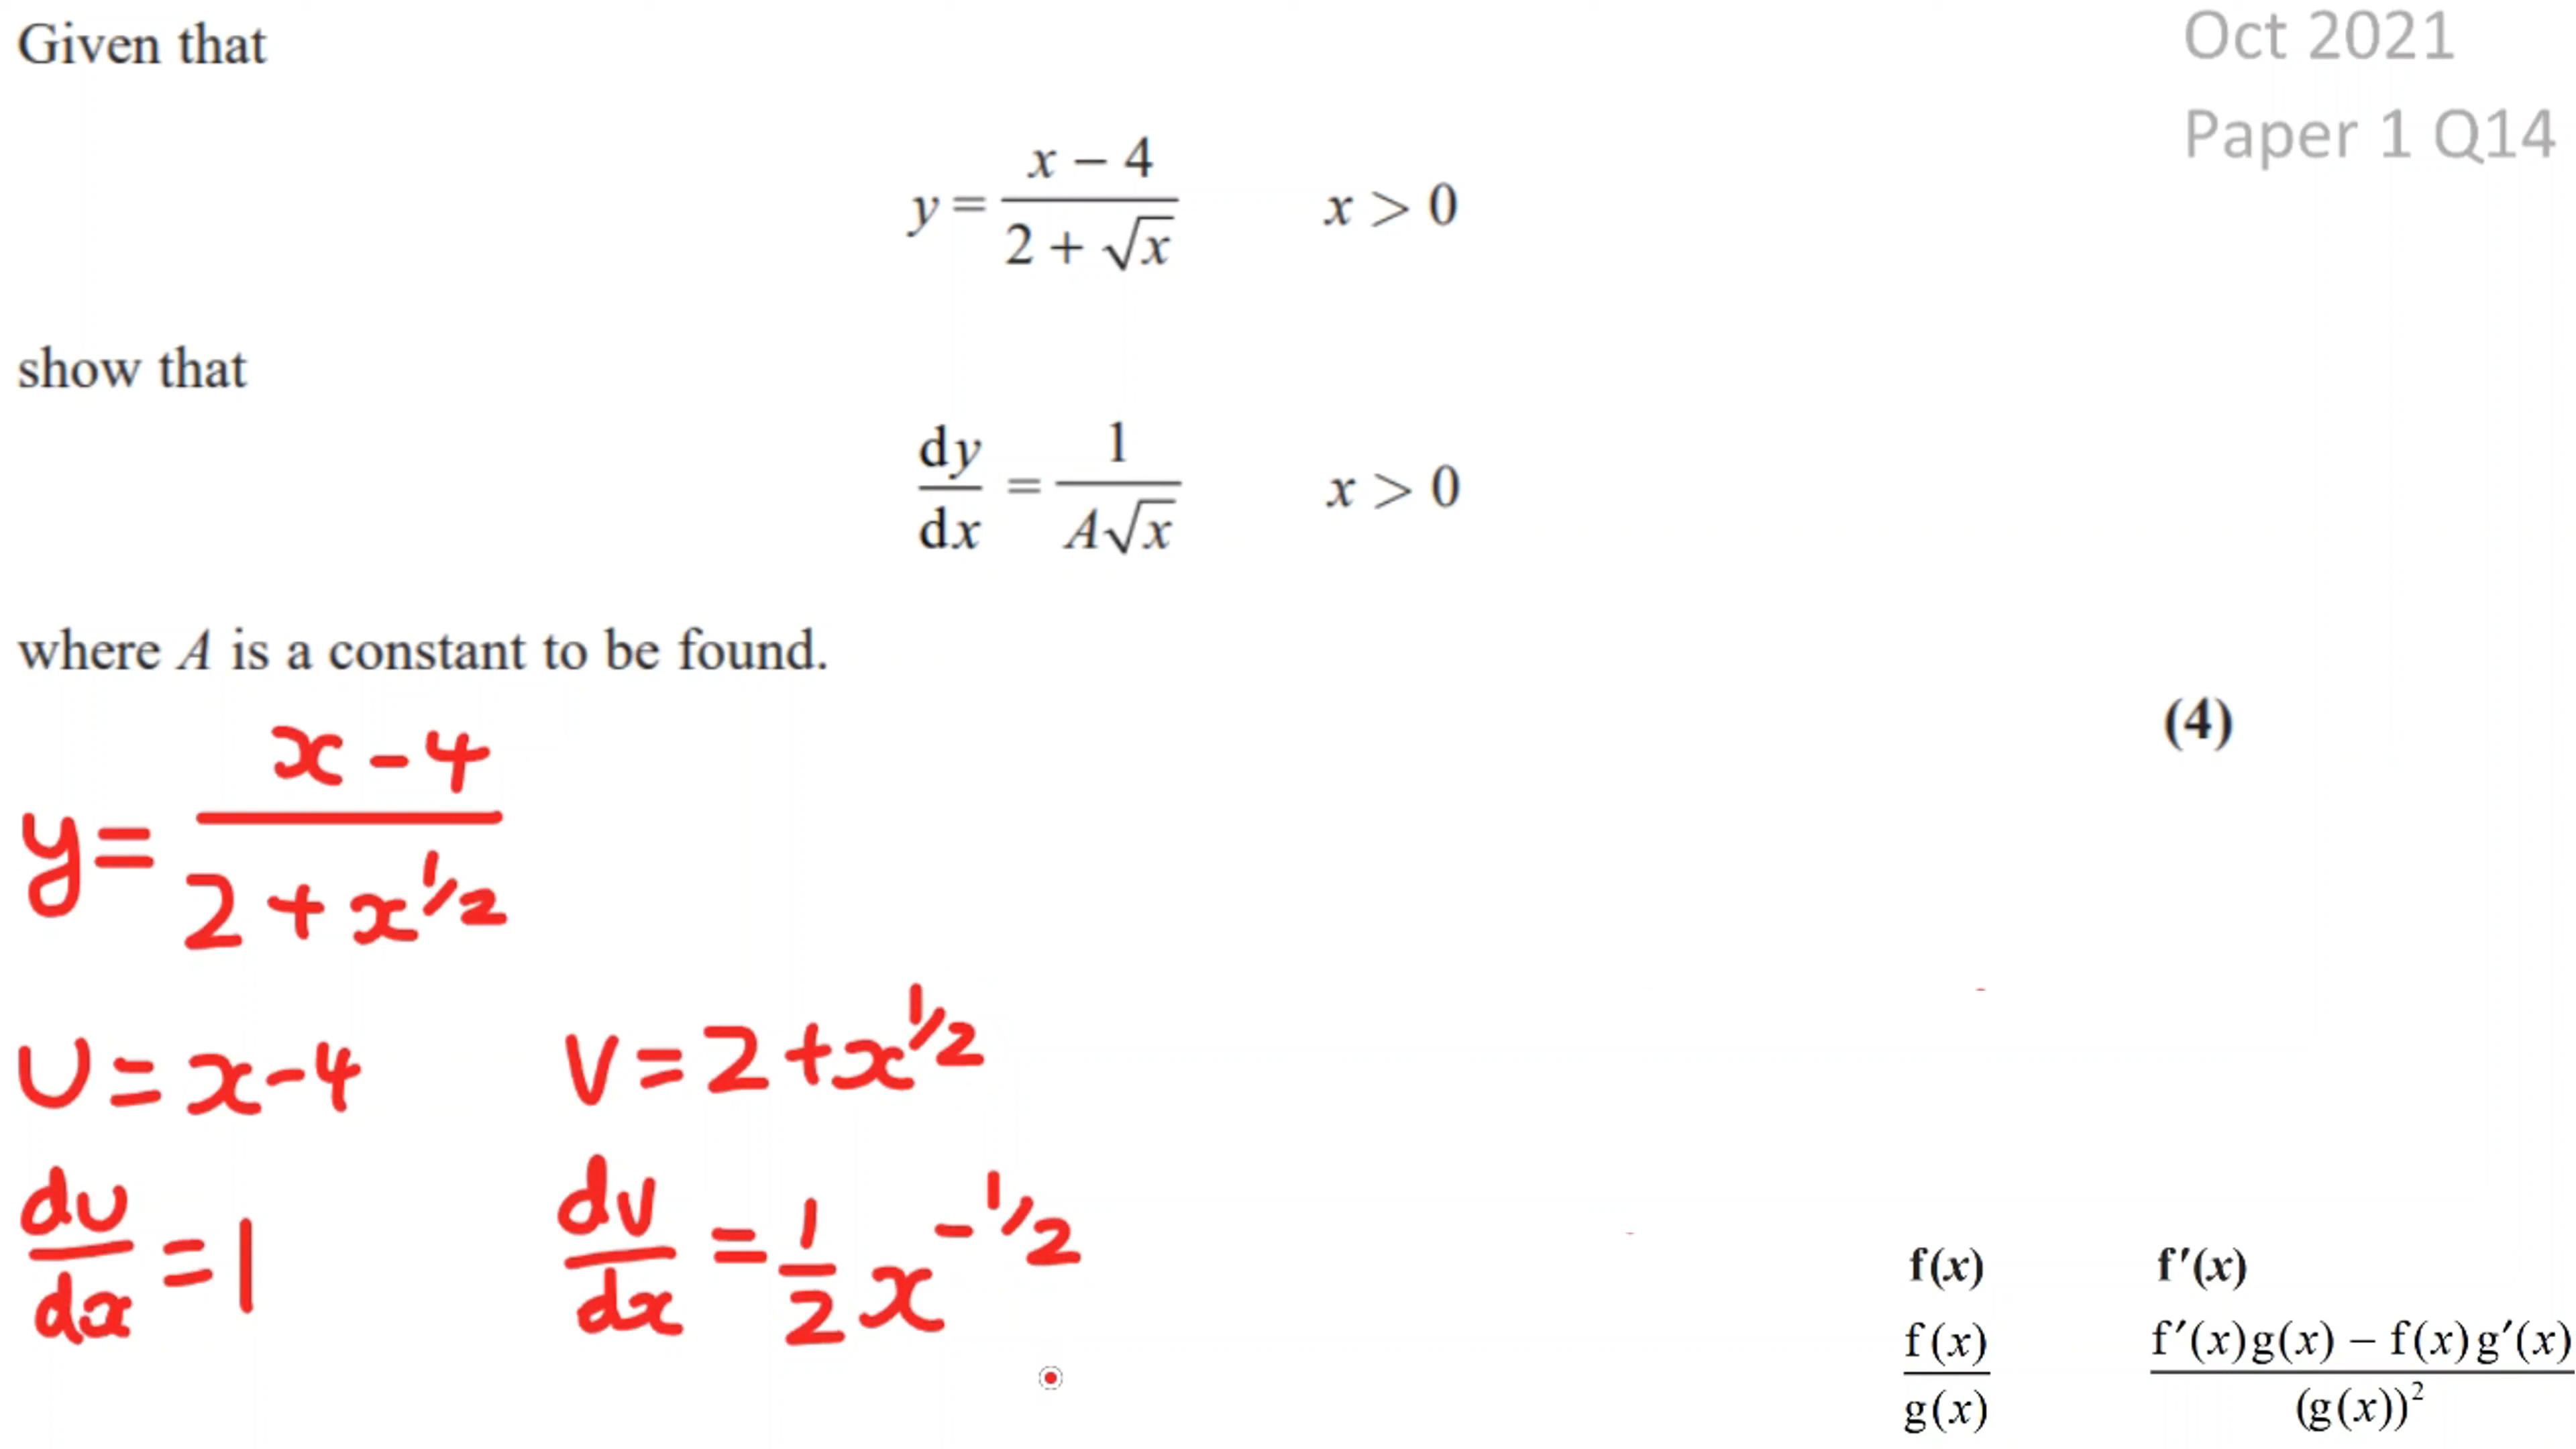 Given that
Oct 2021
Paper 1 Q14
y = (x − 4)/(2 + √x)    x > 0
show that
dy/dx = 1/(A√x)    x > 0
where A is a constant to be found.
(4)
y = (x − 4)/(2 + x^(1/2))
U = x − 4    V = 2 + x^(1/2)
du/dx = 1    dv/dx = 1/2 x^(−1/2)
f(x)    f′(x)
f(x)/g(x)    (f′(x)g(x) − f(x)g′(x))/(g(x))²